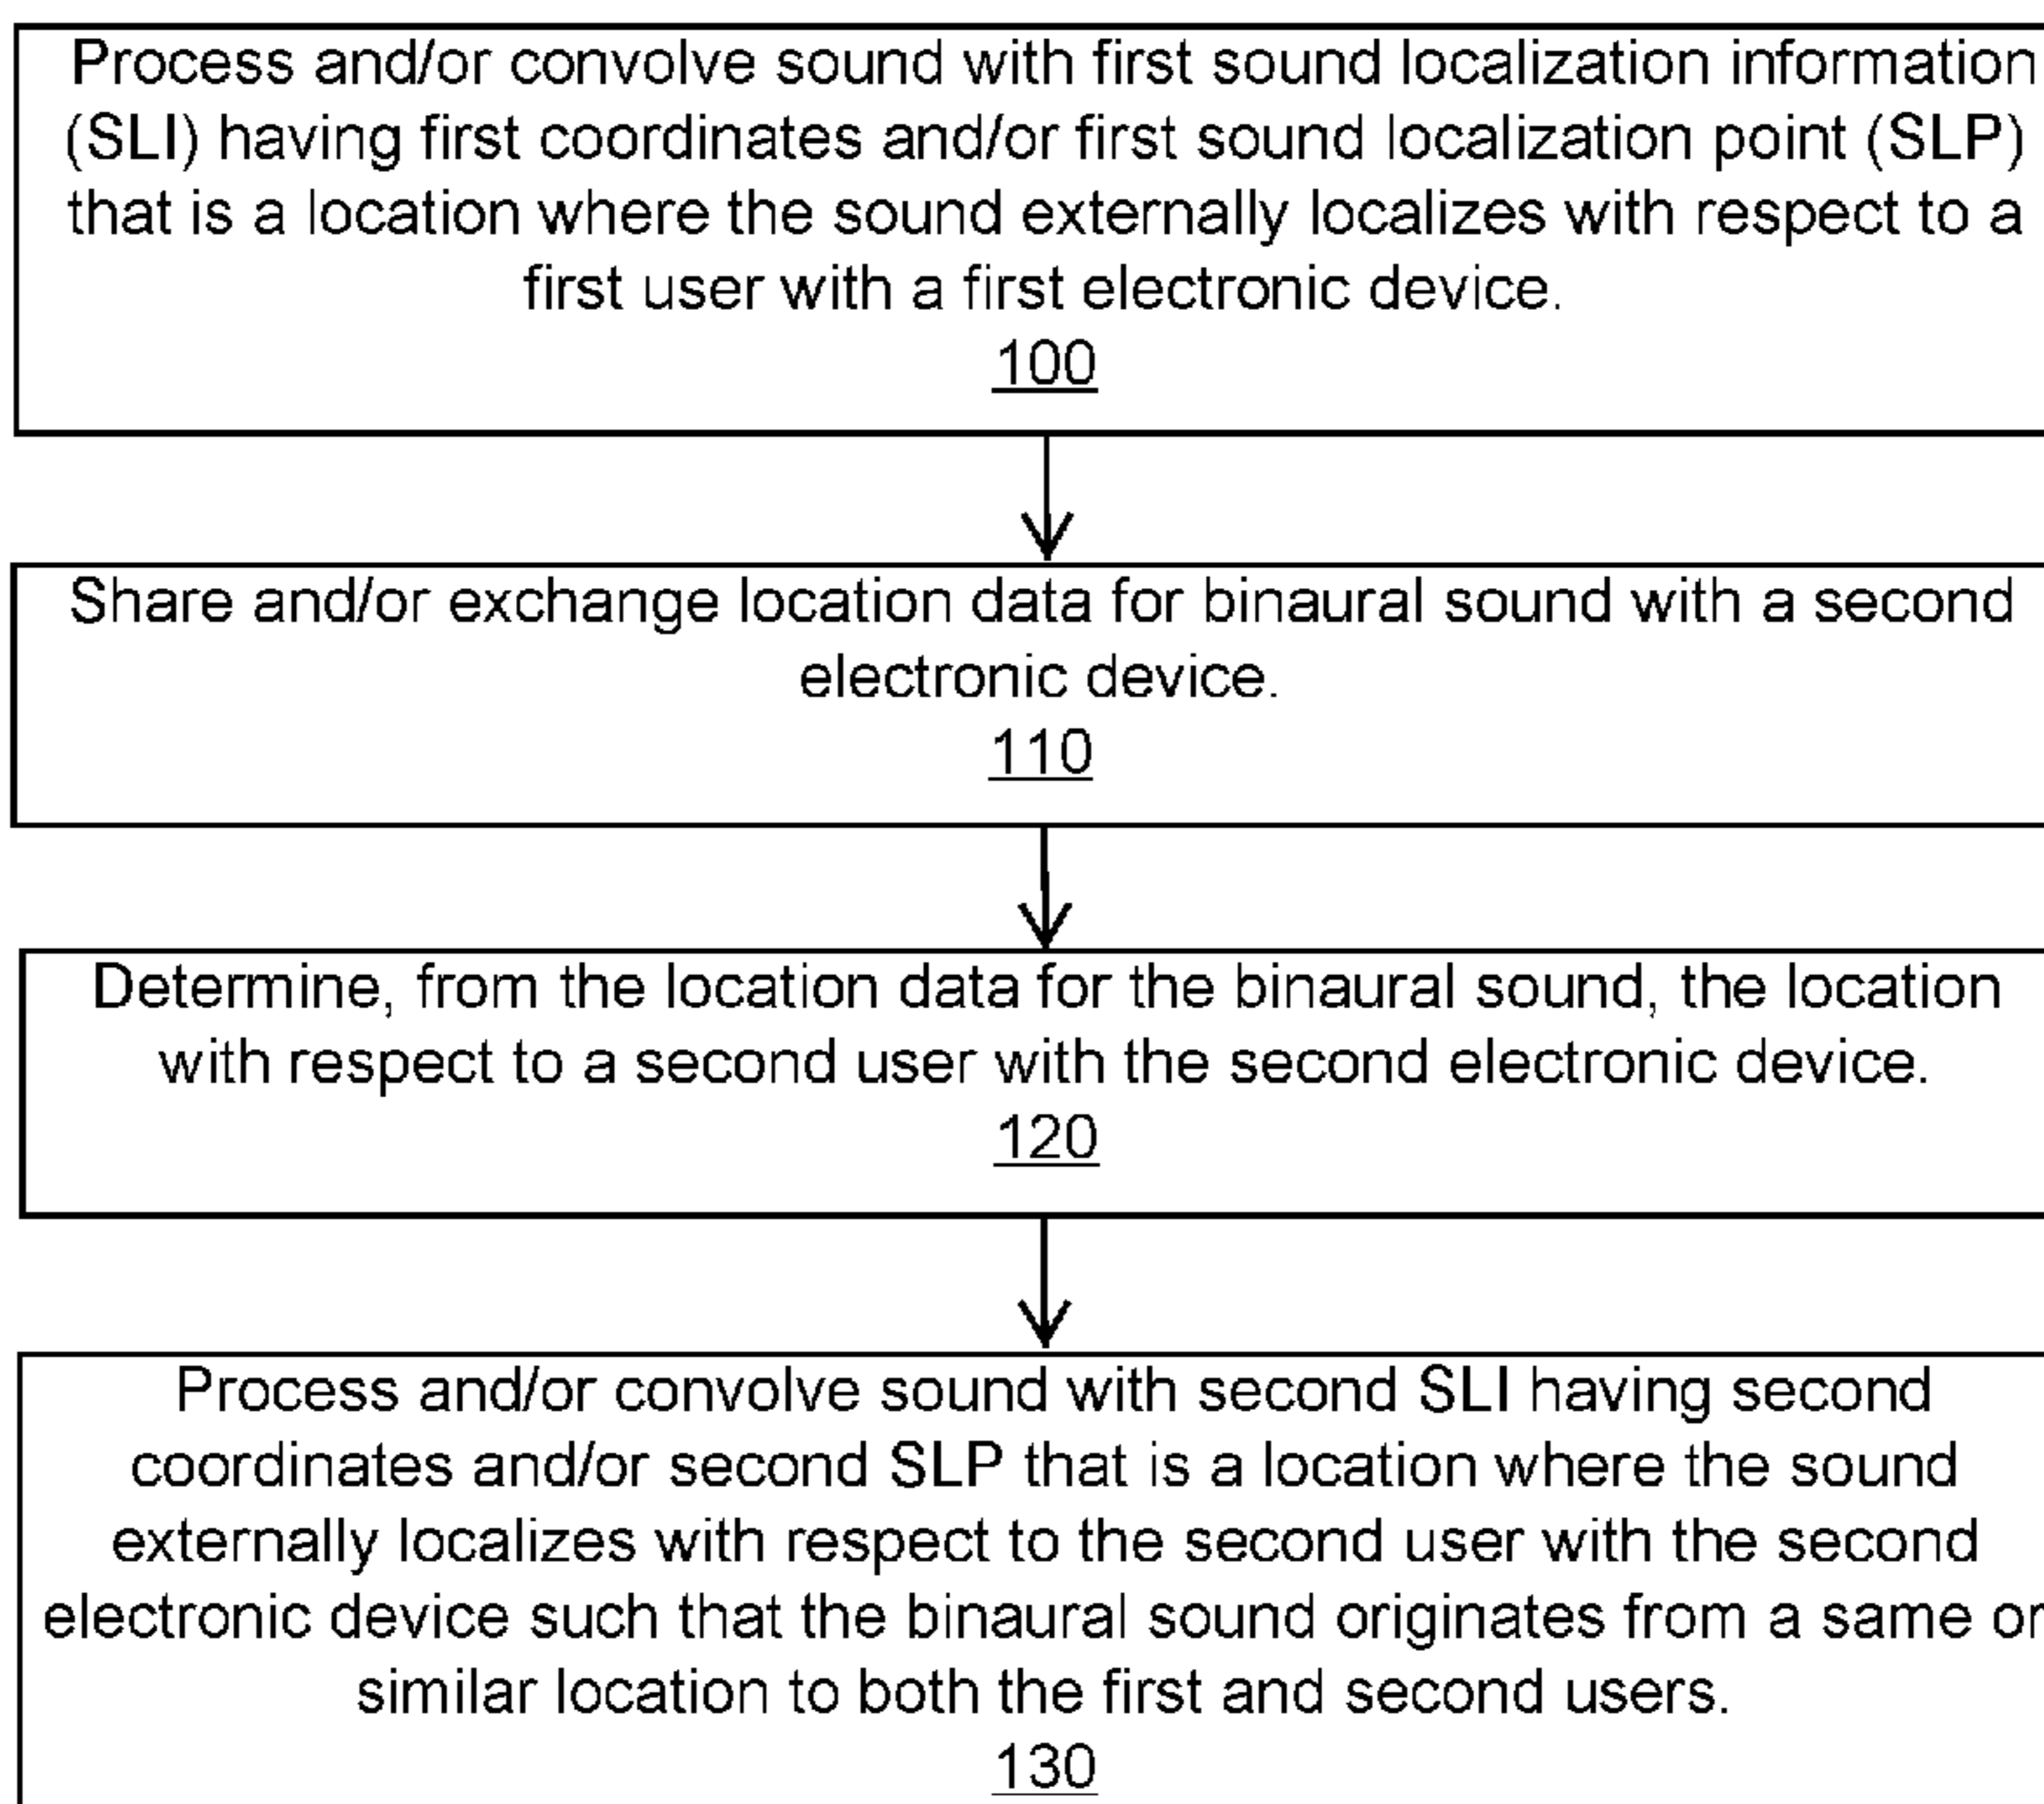 Process and/or convolve sound with first sound localization information
(SLI) having first coordinates and/or first sound localization point (SLP)
that is a location where the sound externally localizes with respect to a
first user with a first electronic device.
100
Share and/or exchange location data for binaural sound with a second
electronic device.
110
Determine, from the location data for the binaural sound, the location
with respect to a second user with the second electronic device.
120
Process and/or convolve sound with second SLI having second
coordinates and/or second SLP that is a location where the sound
externally localizes with respect to the second user with the second
electronic device such that the binaural sound originates from a same or
similar location to both the first and second users.
130